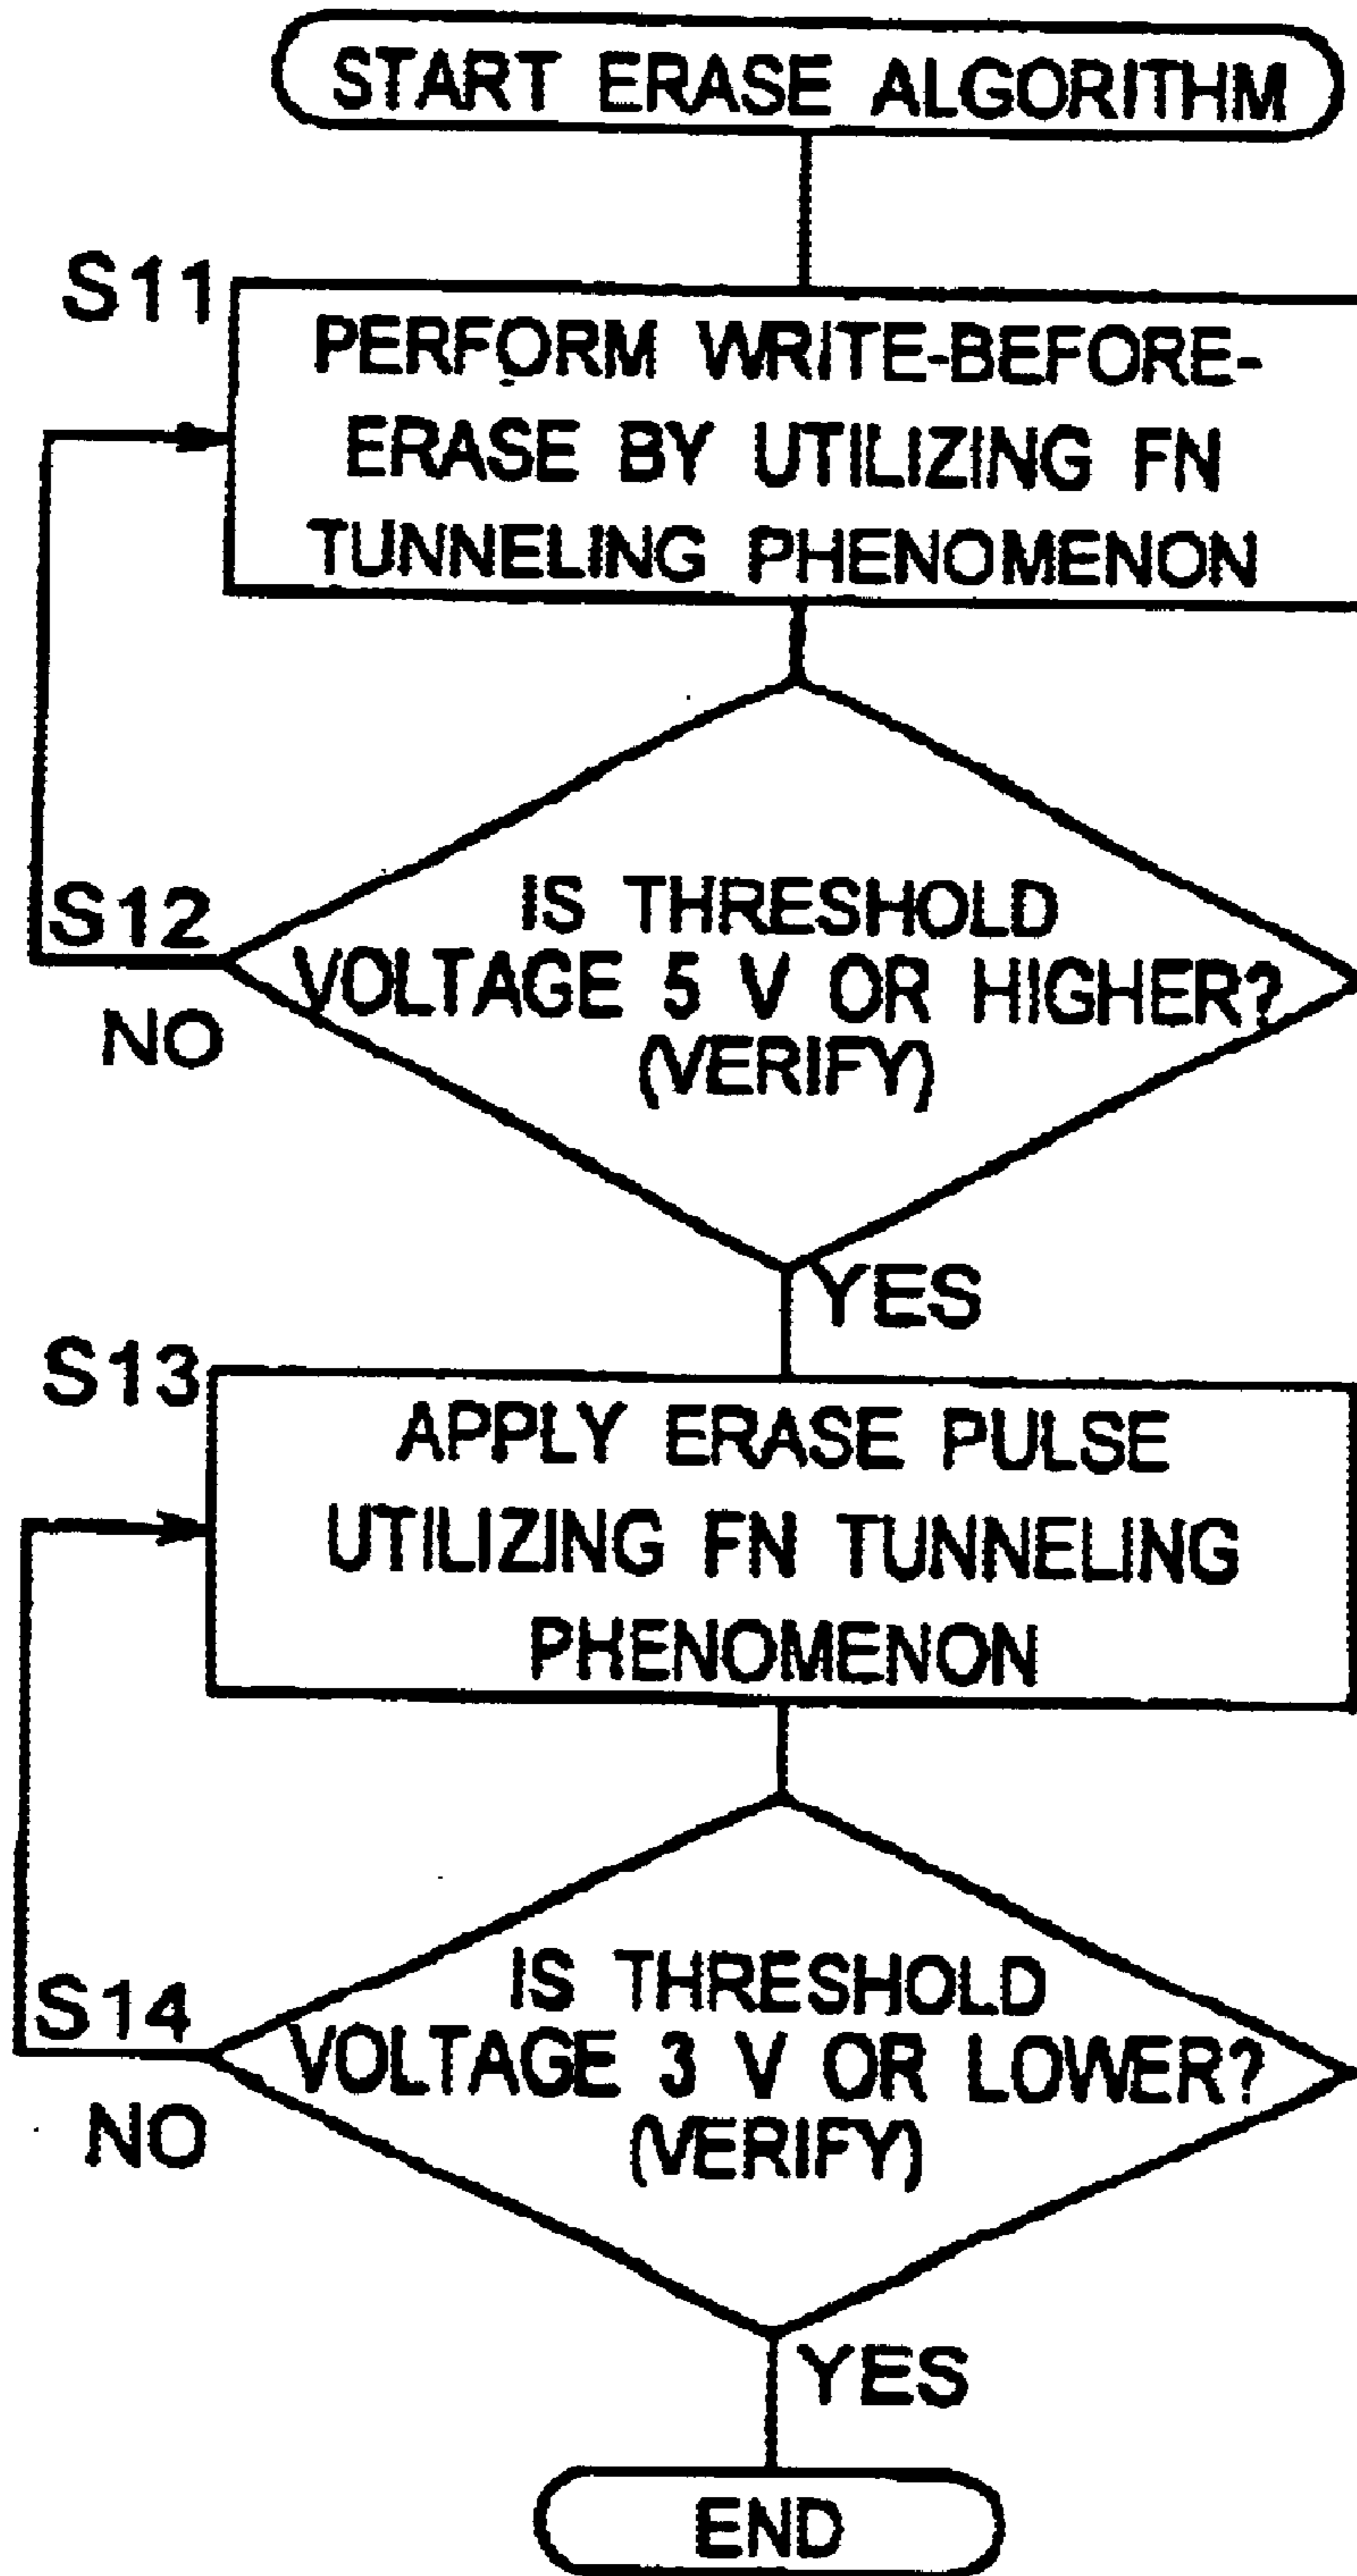 START ERASE ALGORITHM
S11
PERFORM WRITE-BEFORE-
ERASE BY UTILIZING FN
TUNNELING PHENOMENON
S12
IS THRESHOLD
VOLTAGE 5 V OR HIGHER?
(VERIFY)
NO
YES
S13
APPLY ERASE PULSE
UTILIZING FN TUNNELING
PHENOMENON
S14
IS THRESHOLD
VOLTAGE 3 V OR LOWER?
(VERIFY)
NO
YES
END